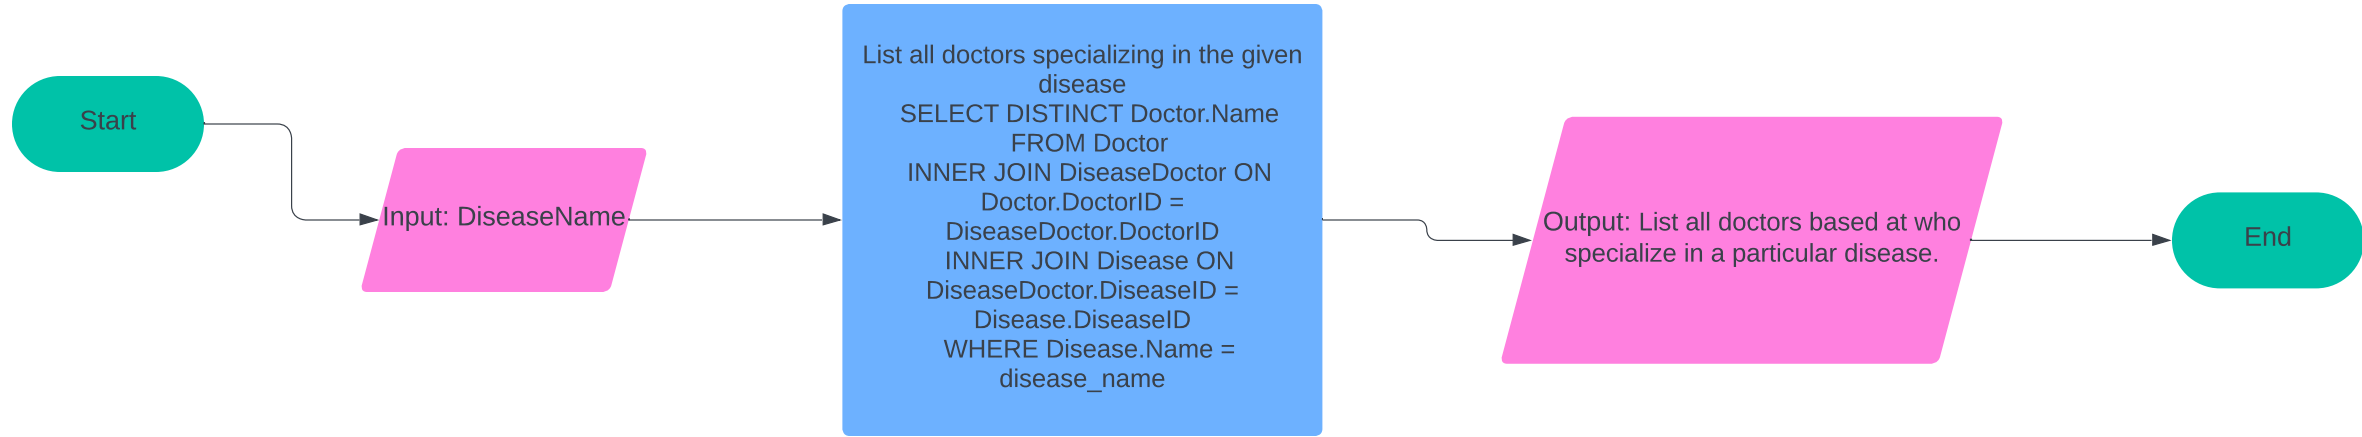 Start
Input: DiseaseName
List all doctors specializing in the given
disease
SELECT DISTINCT Doctor.Name
FROM Doctor
INNER JOIN DiseaseDoctor ON
Doctor.DoctorID =
DiseaseDoctor.DoctorID
INNER JOIN Disease ON
DiseaseDoctor.DiseaseID =
Disease.DiseaseID
WHERE Disease.Name =
disease_name
Output: List all doctors based at who
specialize in a particular disease.
End